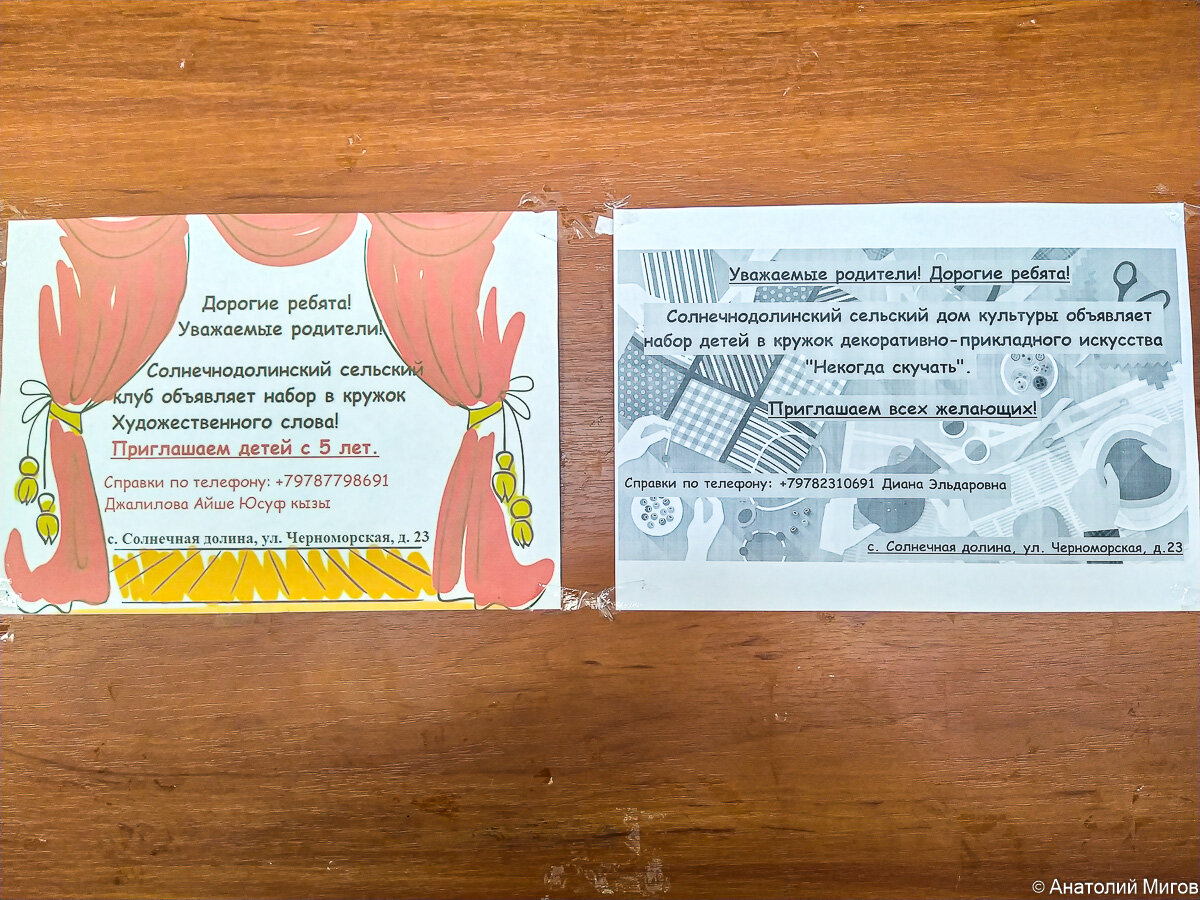 Дорогие ребята!
Уважаемые родители!
Солнечнодолинский сельский
клуб объявляет набор в кружок
Художественного слова!
Приглашаем детей с 5 лет.
Справки по телефону: +79787798691
Джалилова Айше Юсуф кызы
с. Солнечная долина, ул. Черноморская, д. 23
Уважаемые родители! Дорогие ребята!
Солнечнодолинский сельский дом культуры объявляет
набор детей в кружок декоративно-прикладного искусства
"Некогда скучать".
Приглашаем всех желающих!
Справки по телефону: +79782310691 Диана Эльдаровна
с. Солнечная долина, ул. Черноморская, д.23
© Анатолий Мигов